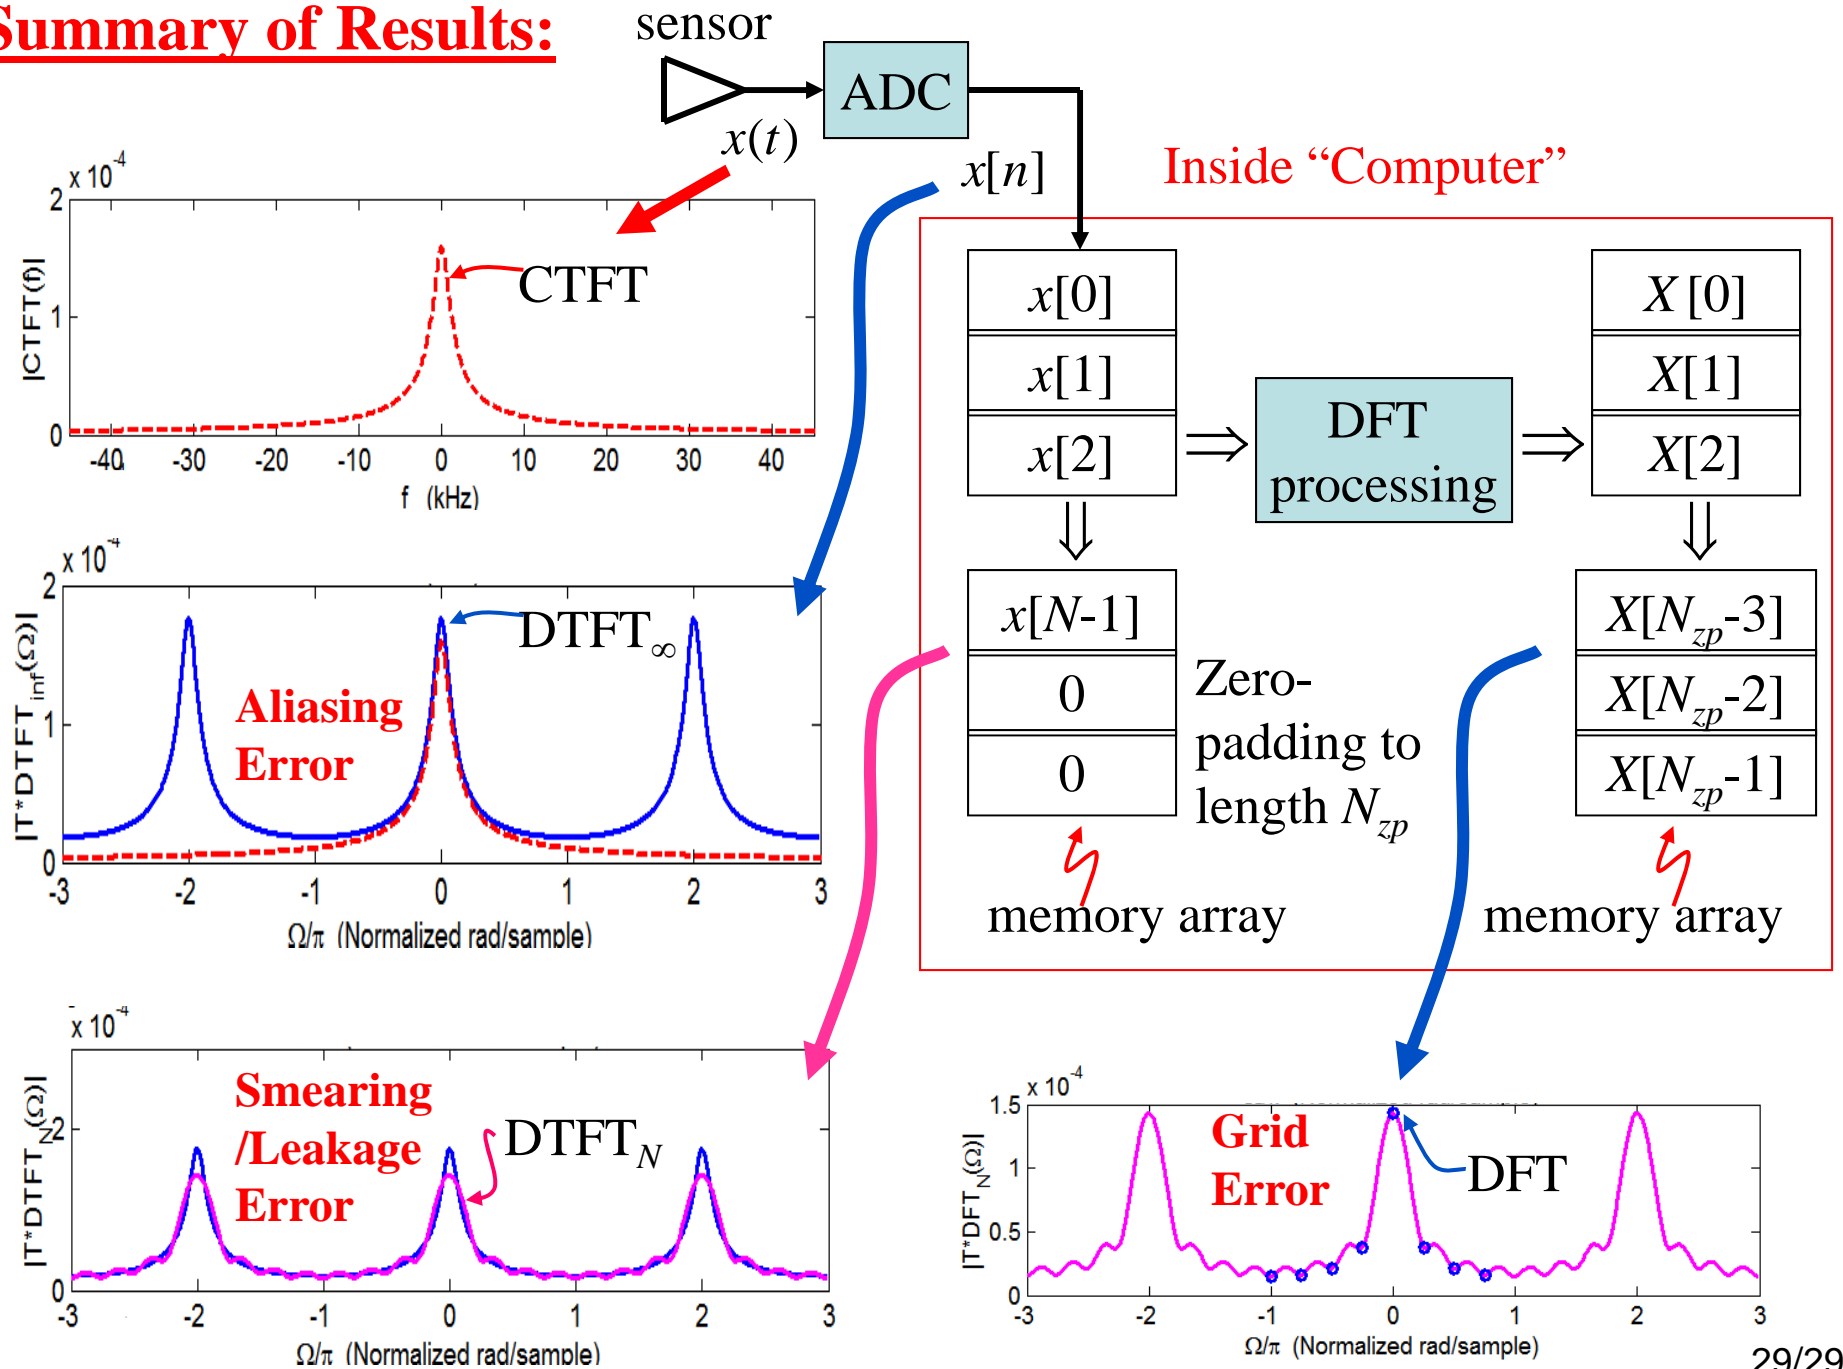 Summary of Results:
sensor
ADC
x(t)
x[n]
Inside “Computer”
x 10^-4
2
1
0
|CTFT(f)|
CTFT
-40 -30 -20 -10 0 10 20 30 40
f (kHz)
x[0]
x[1]
x[2]
DFT
processing
X [0]
X[1]
X[2]
x[N-1]
0
0
Zero-
padding to
length N_zp
X[N_zp-3]
X[N_zp-2]
X[N_zp-1]
memory array
memory array
x 10^-4
2
1
0
|T*DTFT_inf(Ω)|
DTFT_∞
Aliasing
Error
-3 -2 -1 0 1 2 3
Ω/π (Normalized rad/sample)
x 10^-4
2
0
|T*DTFT_N(Ω)|
Smearing
/Leakage
Error
DTFT_N
-3 -2 -1 0 1 2 3
Ω/π (Normalized rad/sample)
x 10^-4
1.5
1
0.5
0
|T*DFT_N(Ω)|
Grid
Error
DFT
-3 -2 -1 0 1 2 3
Ω/π (Normalized rad/sample)
29/29